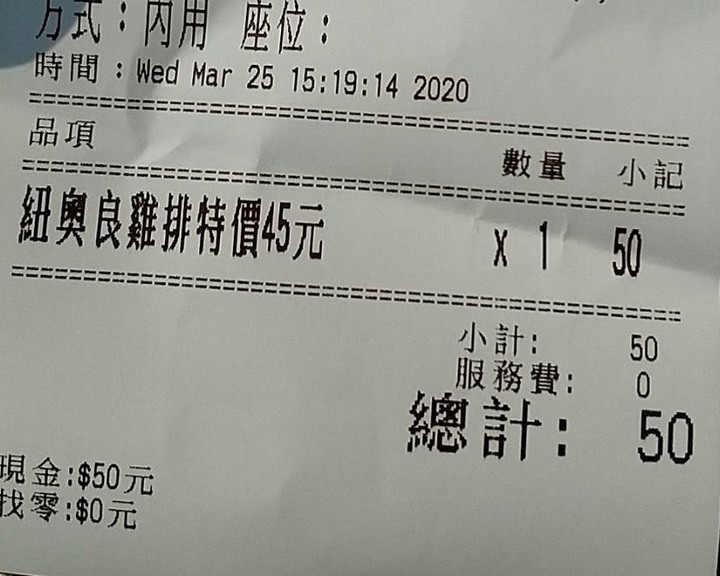 方式：內用 座位：
時間：Wed Mar 25 15:19:14 2020
品項 數量 小記
紐奧良雞排特價45元 x 1 50
小計: 50
服務費: 0
總計: 50
現金:$50元
找零:$0元